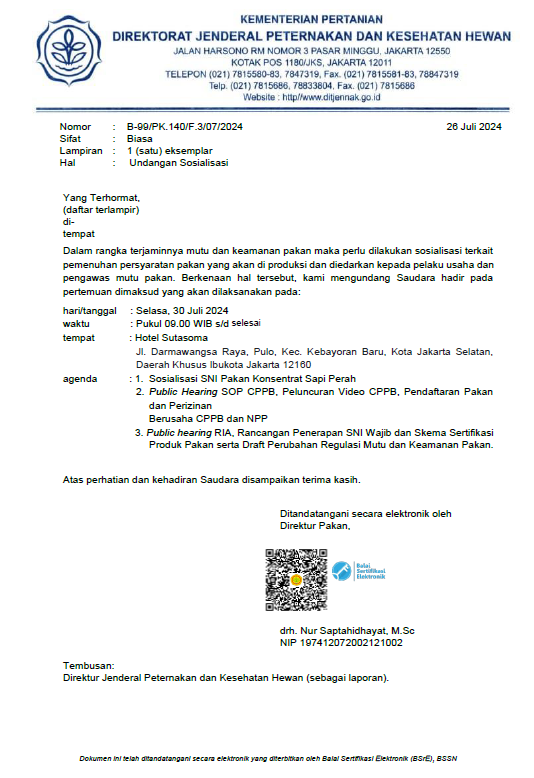 KEMENTERIAN PERTANIAN
DIREKTORAT JENDERAL PETERNAKAN DAN KESEHATAN HEWAN
JALAN HARSONO RM NOMOR 3 PASAR MINGGU, JAKARTA 12550
KOTAK POS 1180/JKS, JAKARTA 12011
TELEPON (021) 7815580-83, 7847319, Fax. (021) 7815581-83, 78847319
Telp. (021) 7815686, 78833804, Fax. (021) 7815686
Website : http//www.ditjennak.go.id
Nomor : B-99/PK.140/F.3/07/2024 26 Juli 2024
Sifat : Biasa
Lampiran : 1 (satu) eksemplar
Hal : Undangan Sosialisasi
Yang Terhormat,
(daftar terlampir)
di-
tempat
Dalam rangka terjaminnya mutu dan keamanan pakan maka perlu dilakukan sosialisasi terkait
pemenuhan persyaratan pakan yang akan di produksi dan diedarkan kepada pelaku usaha dan
pengawas mutu pakan. Berkenaan hal tersebut, kami mengundang Saudara hadir pada
pertemuan dimaksud yang akan dilaksanakan pada:
hari/tanggal : Selasa, 30 Juli 2024
waktu : Pukul 09.00 WIB s/d selesai
tempat : Hotel Sutasoma
Jl. Darmawangsa Raya, Pulo, Kec. Kebayoran Baru, Kota Jakarta Selatan,
Daerah Khusus Ibukota Jakarta 12160
agenda : 1. Sosialisasi SNI Pakan Konsentrat Sapi Perah
2. Public Hearing SOP CPPB, Peluncuran Video CPPB, Pendaftaran Pakan
dan Perizinan
Berusaha CPPB dan NPP
3. Public hearing RIA, Rancangan Penerapan SNI Wajib dan Skema Sertifikasi
Produk Pakan serta Draft Perubahan Regulasi Mutu dan Keamanan Pakan.
Atas perhatian dan kehadiran Saudara disampaikan terima kasih.
Ditandatangani secara elektronik oleh
Direktur Pakan,
Balai
Sertifikasi
Elektronik
drh. Nur Saptahidhayat, M.Sc
NIP 197412072002121002
Tembusan:
Direktur Jenderal Peternakan dan Kesehatan Hewan (sebagai laporan).
Dokumen ini telah ditandatangani secara elektronik yang diterbitkan oleh Balai Sertifikasi Elektronik (BSrE), BSSN